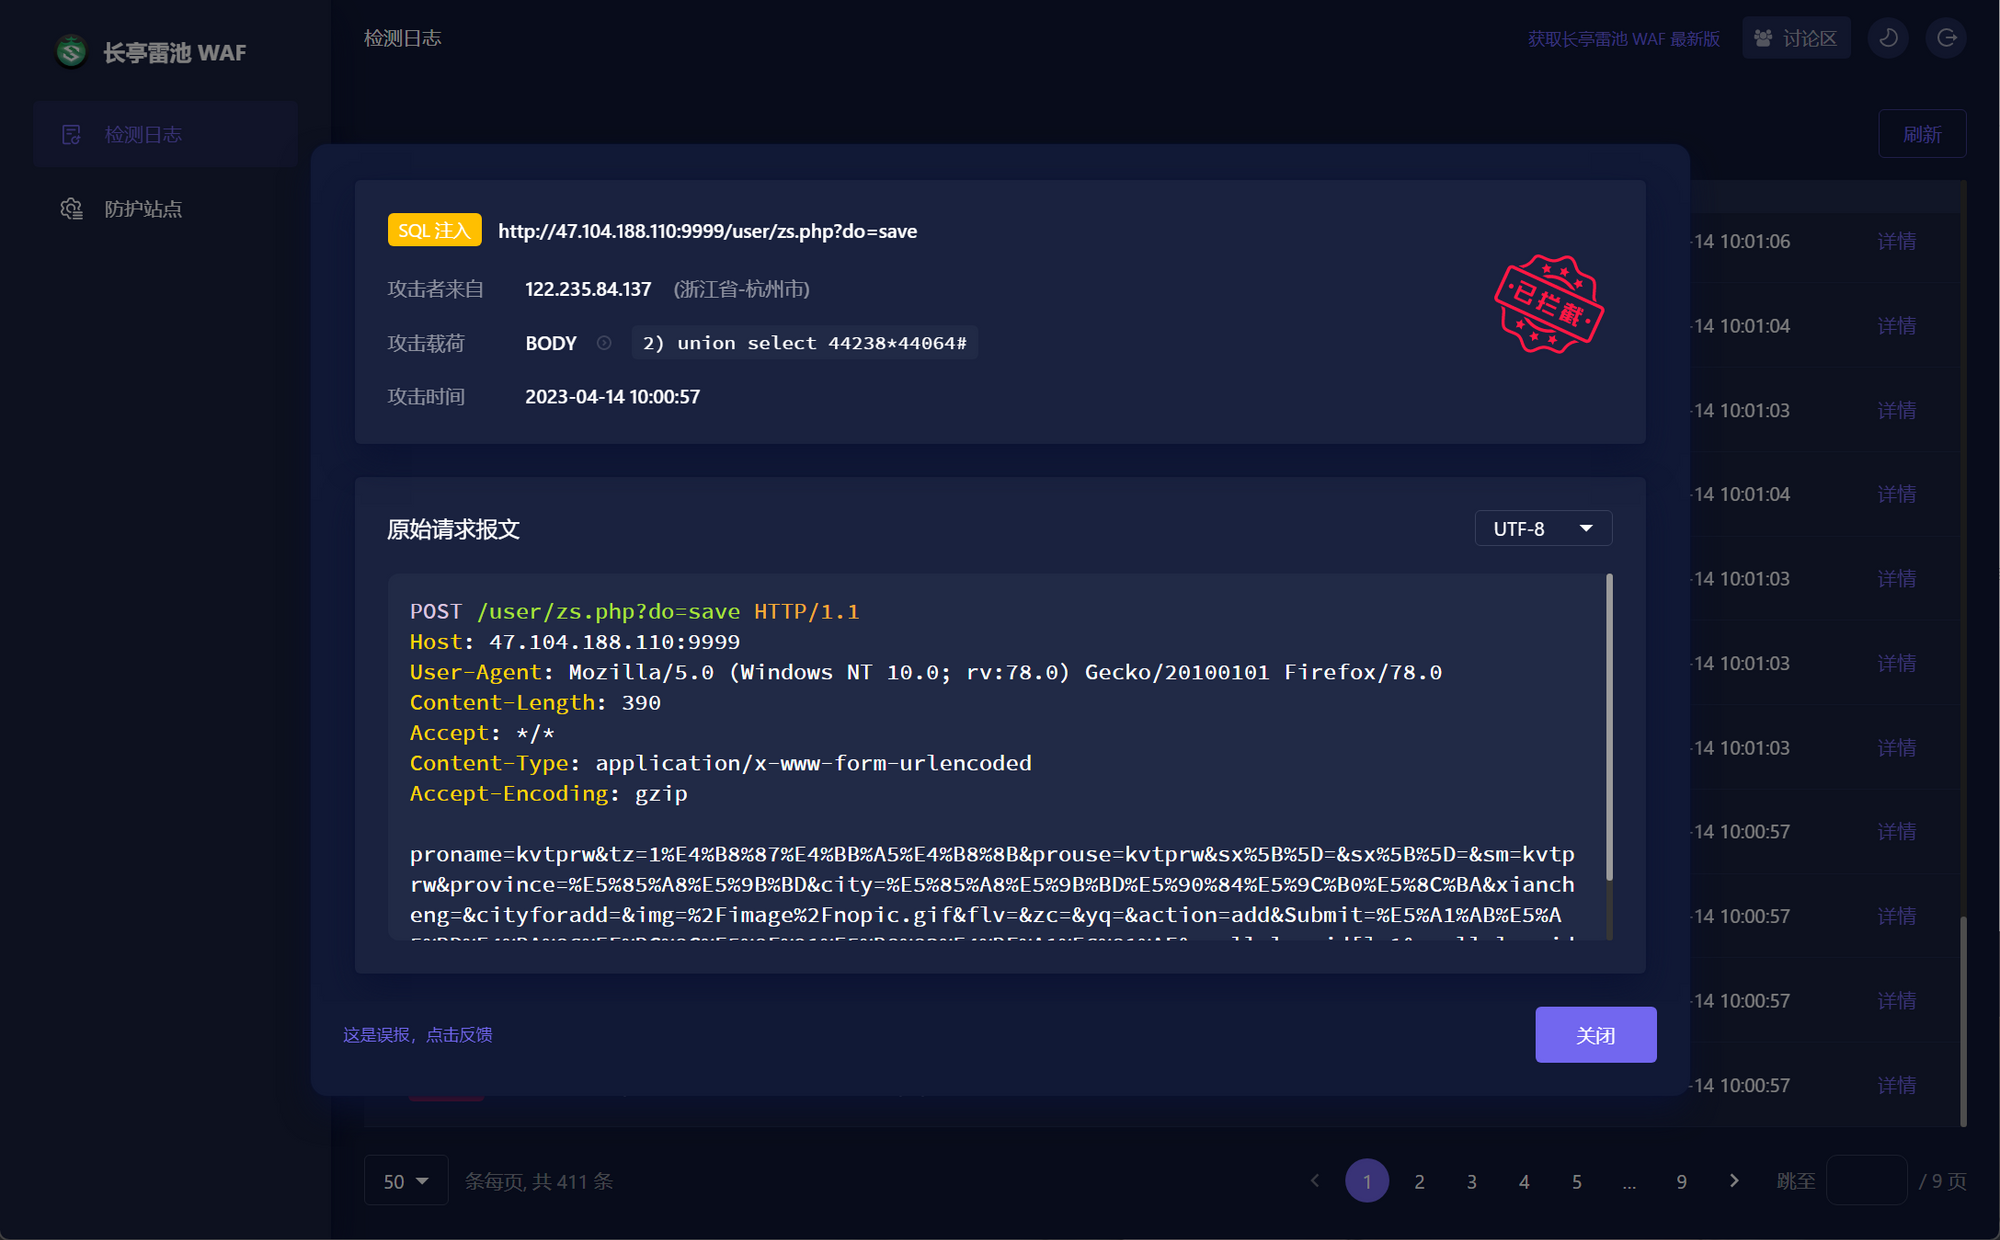 长亭雷池 WAF
检测日志
获取长亭雷池 WAF 最新版
讨论区
检测日志
防护站点
刷新
SQL 注入 http://47.104.188.110:9999/user/zs.php?do=save
攻击者来自 122.235.84.137 (浙江省-杭州市)
攻击载荷 BODY 2) union select 44238*44064#
攻击时间 2023-04-14 10:00:57
已拦截
原始请求报文
UTF-8
POST /user/zs.php?do=save HTTP/1.1
Host: 47.104.188.110:9999
User-Agent: Mozilla/5.0 (Windows NT 10.0; rv:78.0) Gecko/20100101 Firefox/78.0
Content-Length: 390
Accept: */*
Content-Type: application/x-www-form-urlencoded
Accept-Encoding: gzip
proname=kvtprw&tz=1%E4%B8%87%E4%BB%A5%E4%B8%8B&prouse=kvtprw&sx%5B%5D=&sx%5B%5D=&sm=kvtp
rw&province=%E5%85%A8%E5%9B%BD&city=%E5%85%A8%E5%9B%BD%E5%90%84%E5%9C%B0%E5%8C%BA&xianch
eng=&cityforadd=&img=%2Fimage%2Fnopic.gif&flv=&zc=&yq=&action=add&Submit=%E5%A1%AB%E5%A
这是误报，点击反馈
关闭
-14 10:01:06 详情
-14 10:01:04 详情
-14 10:01:03 详情
-14 10:01:04 详情
-14 10:01:03 详情
-14 10:01:03 详情
-14 10:01:03 详情
-14 10:00:57 详情
-14 10:00:57 详情
-14 10:00:57 详情
-14 10:00:57 详情
50 条每页, 共 411 条
1 2 3 4 5 ... 9 跳至 / 9 页